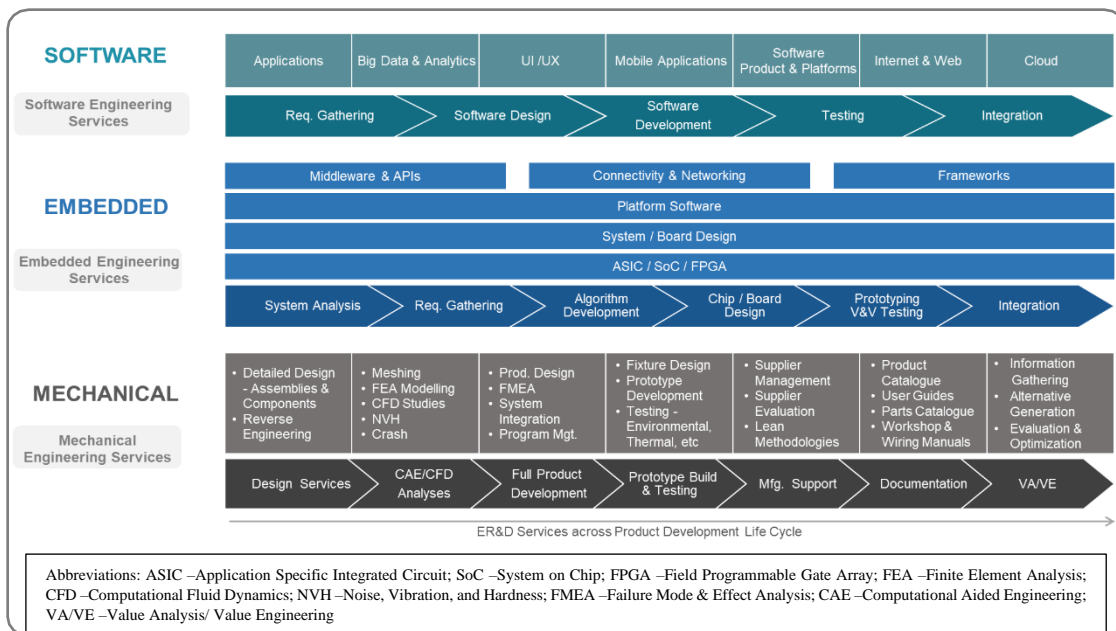 SOFTWARE
Applications
Big Data & Analytics
UI /UX
Mobile Applications
Software
Product & Platforms
Internet & Web
Cloud
Software Engineering
Services
Req. Gathering
Software Design
Software
Development
Testing
Integration
Middleware & APIs
Connectivity & Networking
Frameworks
EMBEDDED
Platform Software
System / Board Design
Embedded Engineering
Services
ASIC / SoC / FPGA
System Analysis
Req. Gathering
Algorithm
Development
Chip / Board
Design
Prototyping
V&V Testing
Integration
MECHANICAL
• Detailed Design
- Assemblies &
Components
• Reverse
Engineering
• Meshing
• FEA Modelling
• CFD Studies
• NVH
• Crash
• Prod. Design
• FMEA
• System
Integration
• Program Mgt.
• Fixture Design
• Prototype
Development
• Testing -
Environmental,
Thermal, etc
• Supplier
Management
• Supplier
Evaluation
• Lean
Methodologies
• Product
Catalogue
• User Guides
• Parts Catalogue
• Workshop &
Wiring Manuals
• Information
Gathering
• Alternative
Generation
• Evaluation &
Optimization
Mechanical
Engineering Services
Design Services
CAE/CFD
Analyses
Full Product
Development
Prototype Build
& Testing
Mfg. Support
Documentation
VA/VE
ER&D Services across Product Development Life Cycle
Abbreviations: ASIC –Application Specific Integrated Circuit; SoC –System on Chip; FPGA –Field Programmable Gate Array; FEA –Finite Element Analysis;
CFD –Computational Fluid Dynamics; NVH –Noise, Vibration, and Hardness; FMEA –Failure Mode & Effect Analysis; CAE –Computational Aided Engineering;
VA/VE –Value Analysis/ Value Engineering